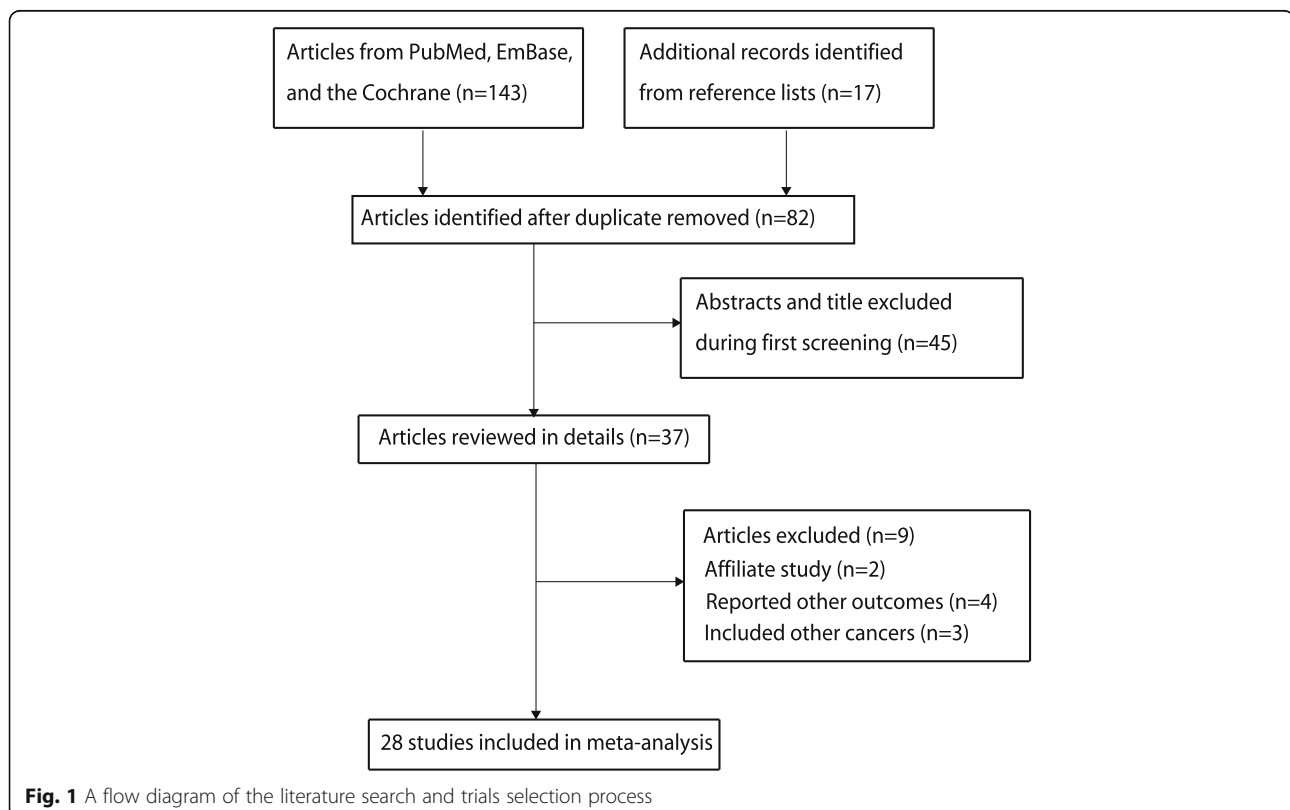 Articles from PubMed, EmBase,
and the Cochrane (n=143)
Additional records identified
from reference lists (n=17)
Articles identified after duplicate removed (n=82)
Abstracts and title excluded
during first screening (n=45)
Articles reviewed in details (n=37)
Articles excluded (n=9)
Affiliate study (n=2)
Reported other outcomes (n=4)
Included other cancers (n=3)
28 studies included in meta-analysis
Fig. 1 A flow diagram of the literature search and trials selection process